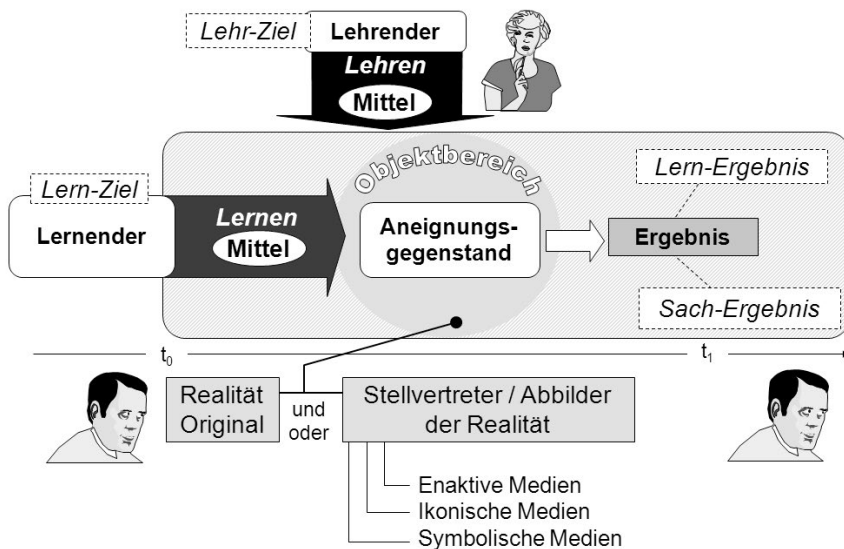 Lehr-Ziel
Lehrender
Lehren
Mittel
Objektbereich
Lern-Ziel
Lernender
Lernen
Mittel
Aneignungs-
gegenstand
Lern-Ergebnis
Ergebnis
Sach-Ergebnis
t0
t1
Realität
Original
und
oder
Stellvertreter / Abbilder
der Realität
Enaktive Medien
Ikonische Medien
Symbolische Medien